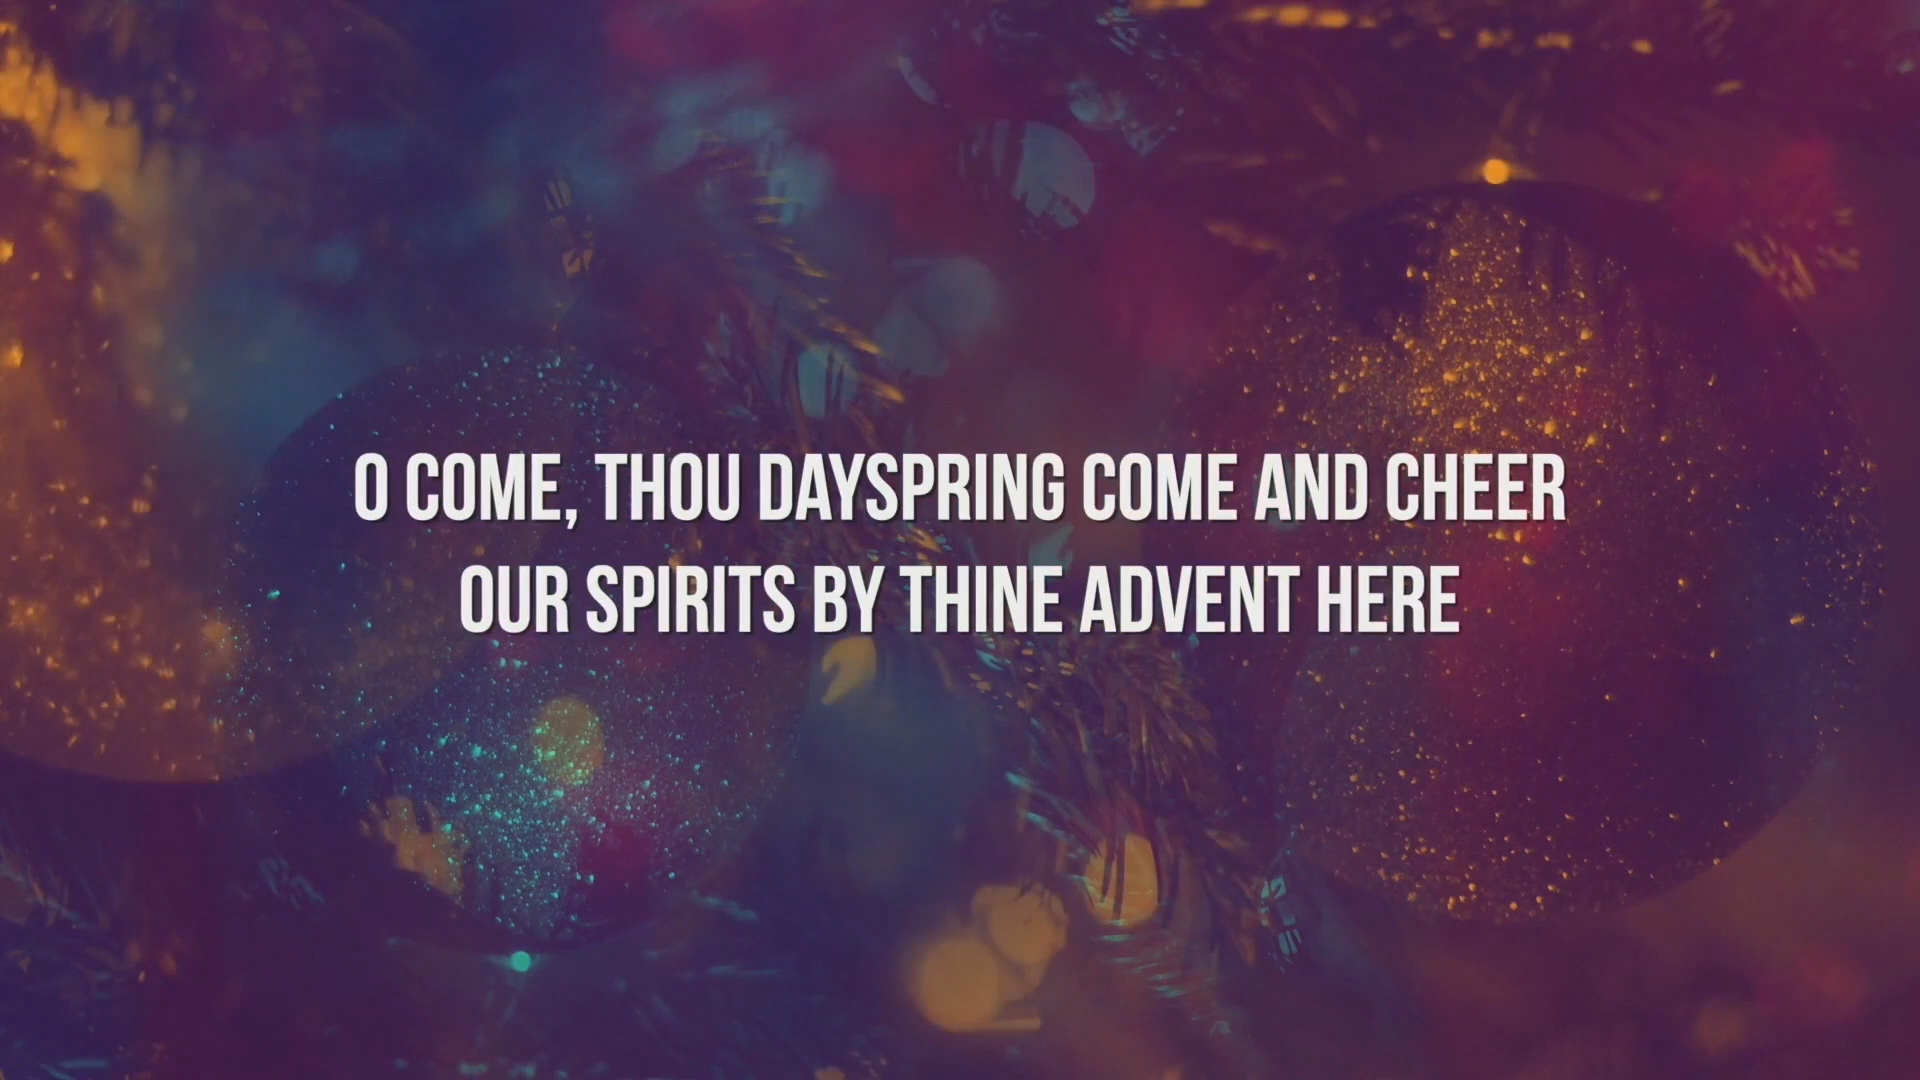 O COME, THOU DAYSPRING COME AND CHEER
OUR SPIRITS BY THINE ADVENT HERE